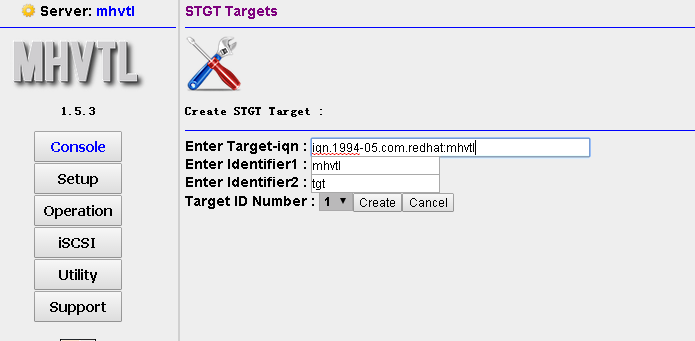 Server: mhvtl
MHVTL
1.5.3
Console
Setup
Operation
iSCSI
Utility
Support
STGT Targets
Create STGT Target :
Enter Target-iqn : iqn.1994-05.com.redhat:mhvtl
Enter Identifier1 : mhvtl
Enter Identifier2 : tgt
Target ID Number : 1 Create Cancel